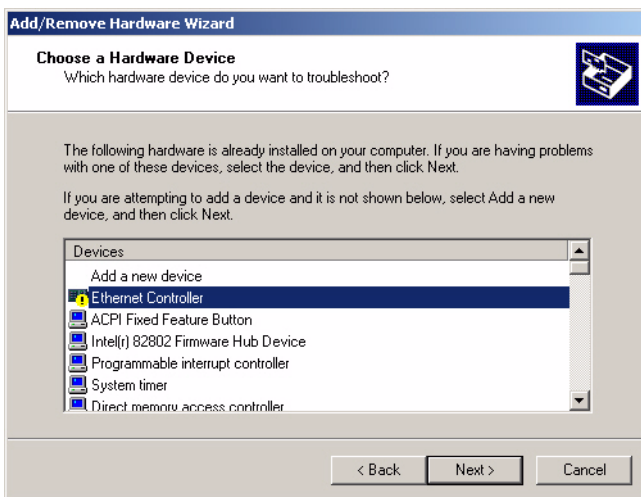 Add/Remove Hardware Wizard
Choose a Hardware Device
Which hardware device do you want to troubleshoot?
The following hardware is already installed on your computer. If you are having problems
with one of these devices, select the device, and then click Next.
If you are attempting to add a device and it is not shown below, select Add a new
device, and then click Next.
Devices
Add a new device
Ethernet Controller
ACPI Fixed Feature Button
Intel(r) 82802 Firmware Hub Device
Programmable interrupt controller
System timer
Direct memory access controller
< Back
Next >
Cancel